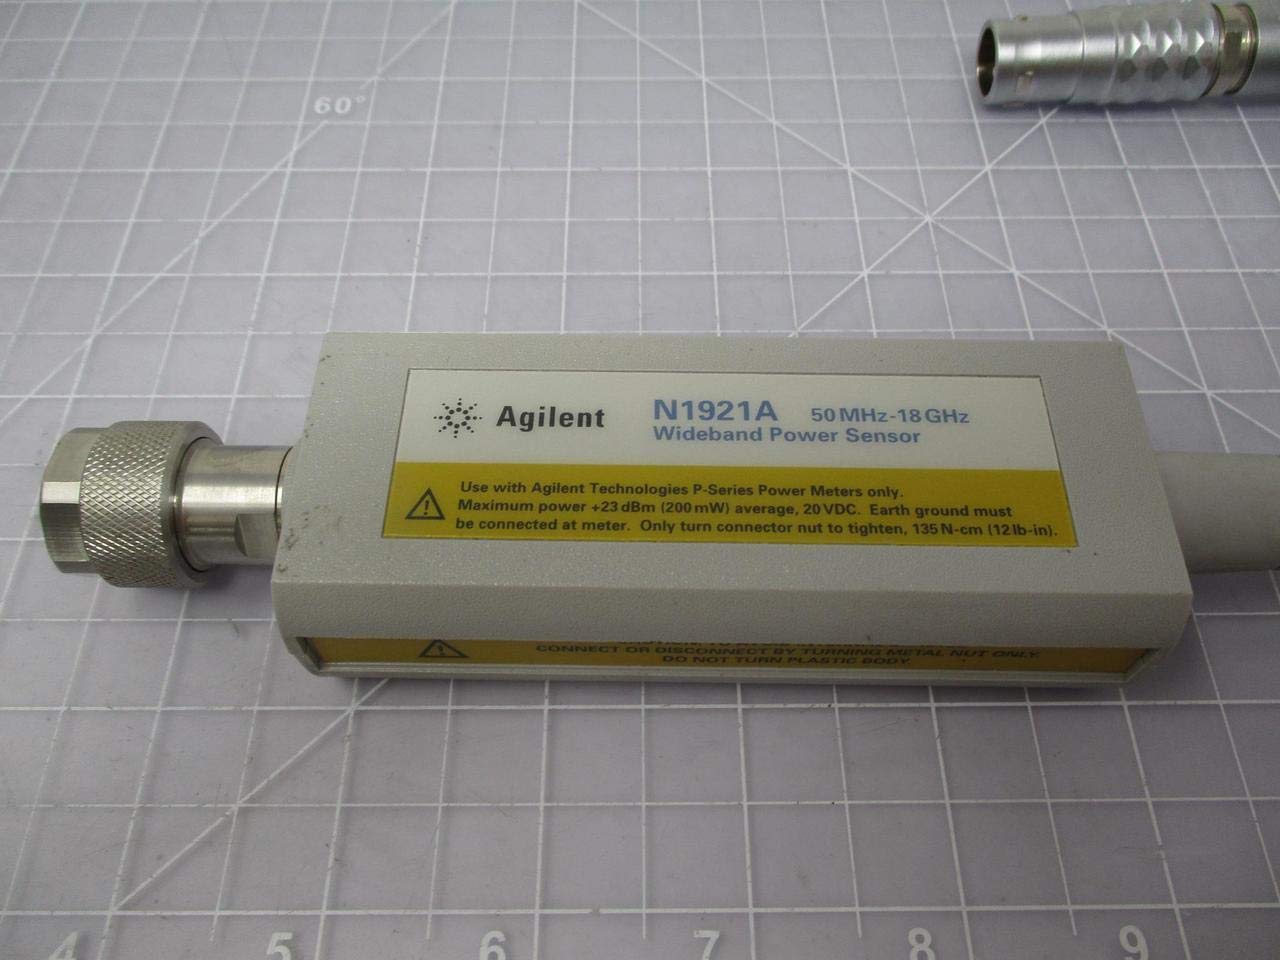 60°
Agilent
N1921A 50 MHz-18 GHz
Wideband Power Sensor
Use with Agilent Technologies P-Series Power Meters only.
Maximum power +23 dBm (200 mW) average, 20 VDC. Earth ground must
be connected at meter. Only turn connector nut to tighten, 135 N-cm (12 lb-in).
CONNECT OR DISCONNECT BY TURNING METAL NUT ONLY.
DO NOT TURN PLASTIC BODY.
4 5 6 7 8 9